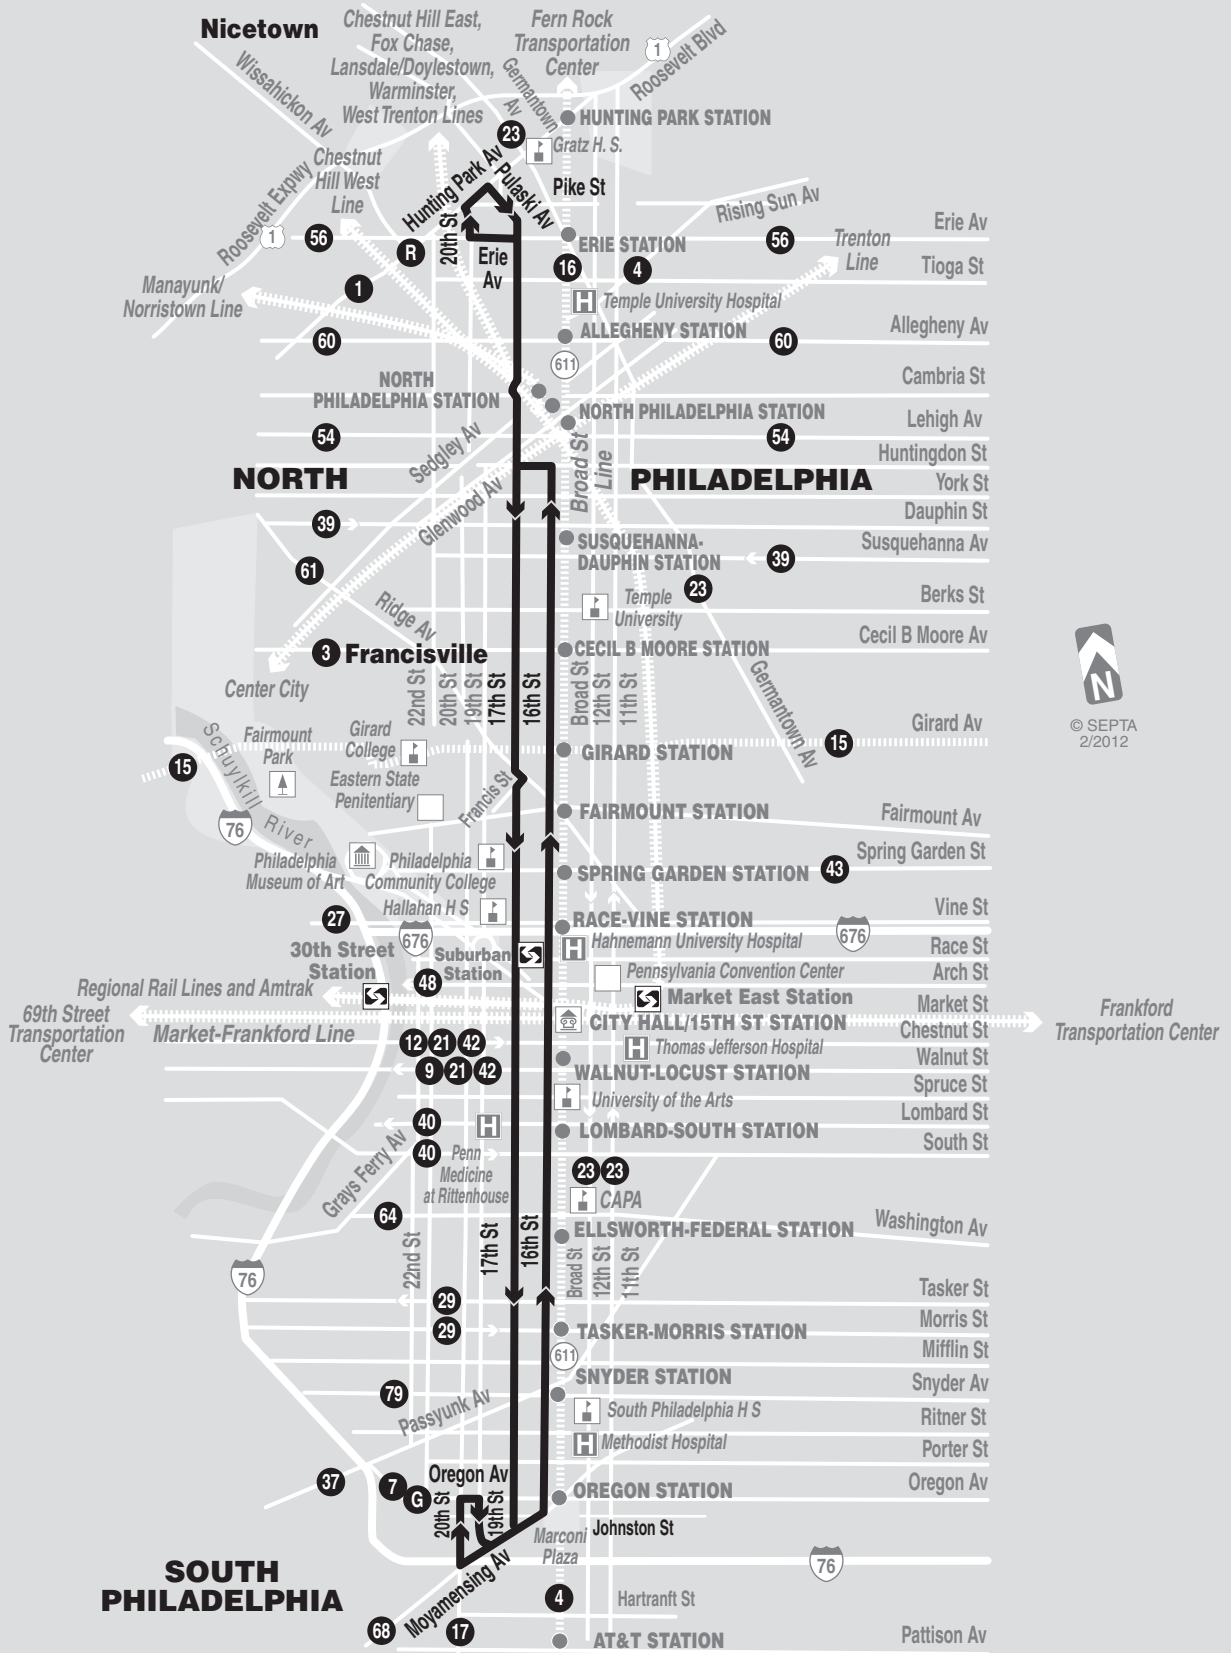 Nicetown
Chestnut Hill East,
Fox Chase,
Lansdale/Doylestown,
Warminster,
West Trenton Lines
Fern Rock
Transportation
Center
1
Roosevelt Blvd
Wissahickon Av
Germantown
Av
HUNTING PARK STATION
23
Gratz H. S.
Chestnut
Hill West
Line
Roosevelt Expwy
Hunting Park Av
Pulaski Av
Pike St
Rising Sun Av
1
56
R
20th St
Erie
Av
ERIE STATION
56
Erie Av
Trenton
Line
Tioga St
16
4
Manayunk/
Norristown Line
1
H
Temple University Hospital
60
ALLEGHENY STATION
60
Allegheny Av
611
NORTH
PHILADELPHIA STATION
Cambria St
NORTH PHILADELPHIA STATION
Lehigh Av
54
54
Sedgley Av
Broad St
Line
Huntingdon St
NORTH
PHILADELPHIA
York St
Glenwood Av
Dauphin St
39
SUSQUEHANNA-
DAUPHIN STATION
39
Susquehanna Av
61
23
Temple
University
Berks St
Ridge Av
Cecil B Moore Av
3
Francisville
CECIL B MOORE STATION
Center City
22nd St
20th St
19th St
17th St
16th St
Broad St
12th St
11th St
Germantown Av
N
© SEPTA
2/2012
Schuylkill
River
Fairmount
Park
Girard
College
Girard Av
15
GIRARD STATION
15
Eastern State
Penitentiary
Francis St
76
FAIRMOUNT STATION
Fairmount Av
Philadelphia
Museum of Art
Philadelphia
Community College
SPRING GARDEN STATION
43
Spring Garden St
Hallahan H S
27
RACE-VINE STATION
Vine St
676
676
30th Street
Station
Suburban
Station
H
Hahnemann University Hospital
Race St
48
Pennsylvania Convention Center
Arch St
Regional Rail Lines and Amtrak
Market East Station
Market St
69th Street
Transportation
Center
Market-Frankford Line
CITY HALL/15TH ST STATION
Chestnut St
Frankford
Transportation Center
12
21
42
H
Thomas Jefferson Hospital
Walnut St
9
21
42
WALNUT-LOCUST STATION
Spruce St
University of the Arts
Lombard St
40
H
LOMBARD-SOUTH STATION
South St
40
Grays Ferry Av
Penn
Medicine
at Rittenhouse
23
23
CAPA
64
ELLSWORTH-FEDERAL STATION
Washington Av
22nd St
17th St
16th St
Broad St
12th St
11th St
76
Tasker St
29
29
Morris St
TASKER-MORRIS STATION
611
Mifflin St
SNYDER STATION
Snyder Av
79
Passyunk Av
South Philadelphia H S
Ritner St
H
Methodist Hospital
Porter St
37
7
G
Oregon Av
20th St
19th St
OREGON STATION
Oregon Av
Marconi
Plaza
Johnston St
76
SOUTH
PHILADELPHIA
Moyamensing Av
4
Hartranft St
68
17
AT&T STATION
Pattison Av